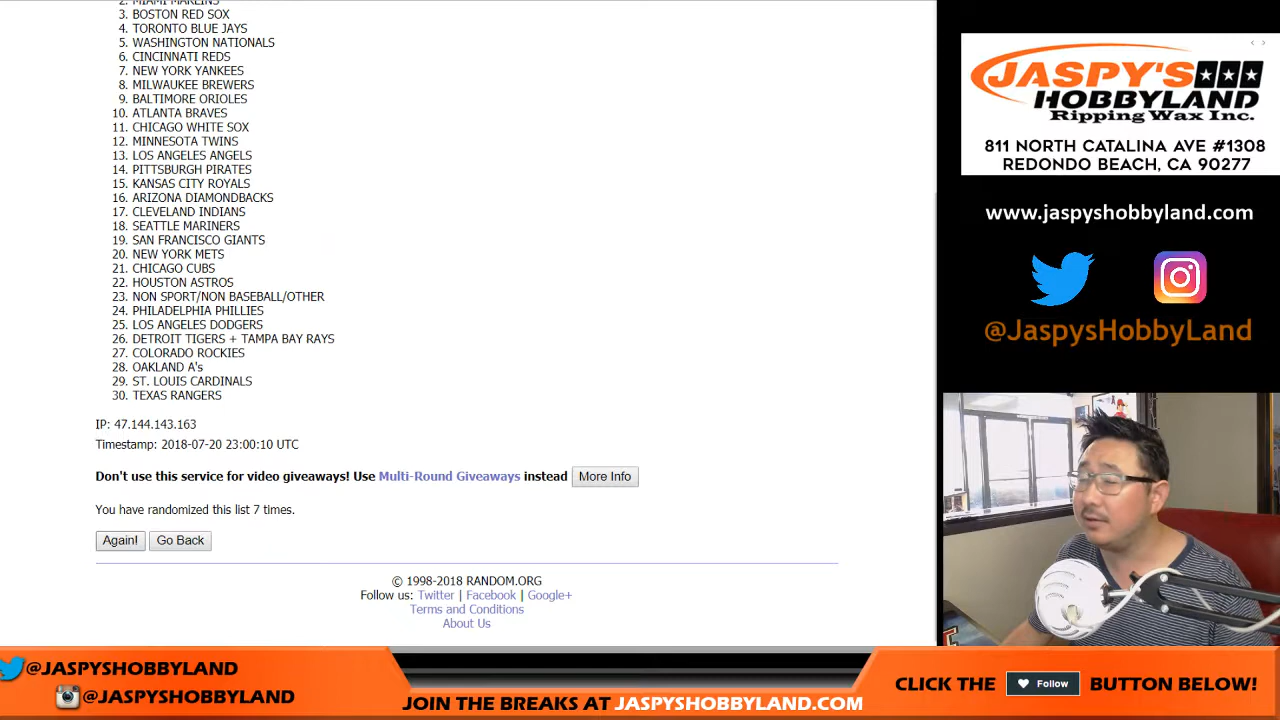 2. MIAMI MARLINS
3. BOSTON RED SOX
4. TORONTO BLUE JAYS
5. WASHINGTON NATIONALS
6. CINCINNATI REDS
7. NEW YORK YANKEES
8. MILWAUKEE BREWERS
9. BALTIMORE ORIOLES
10. ATLANTA BRAVES
11. CHICAGO WHITE SOX
12. MINNESOTA TWINS
13. LOS ANGELES ANGELS
14. PITTSBURGH PIRATES
15. KANSAS CITY ROYALS
16. ARIZONA DIAMONDBACKS
17. CLEVELAND INDIANS
18. SEATTLE MARINERS
19. SAN FRANCISCO GIANTS
20. NEW YORK METS
21. CHICAGO CUBS
22. HOUSTON ASTROS
23. NON SPORT/NON BASEBALL/OTHER
24. PHILADELPHIA PHILLIES
25. LOS ANGELES DODGERS
26. DETROIT TIGERS + TAMPA BAY RAYS
27. COLORADO ROCKIES
28. OAKLAND A's
29. ST. LOUIS CARDINALS
30. TEXAS RANGERS
IP: 47.144.143.163
Timestamp: 2018-07-20 23:00:10 UTC
Don't use this service for video giveaways! Use Multi-Round Giveaways instead More Info
You have randomized this list 7 times.
Again! Go Back
© 1998-2018 RANDOM.ORG
Follow us: Twitter | Facebook | Google+
Terms and Conditions
About Us
JASPY'S
HOBBYLAND
Ripping Wax Inc.
811 NORTH CATALINA AVE #1308
REDONDO BEACH, CA 90277
www.jaspyshobbyland.com
@JaspysHobbyLand
@JASPYSHOBBYLAND
@JASPYSHOBBYLAND
JOIN THE BREAKS AT JASPYSHOBBYLAND.COM
CLICK THE Follow BUTTON BELOW!